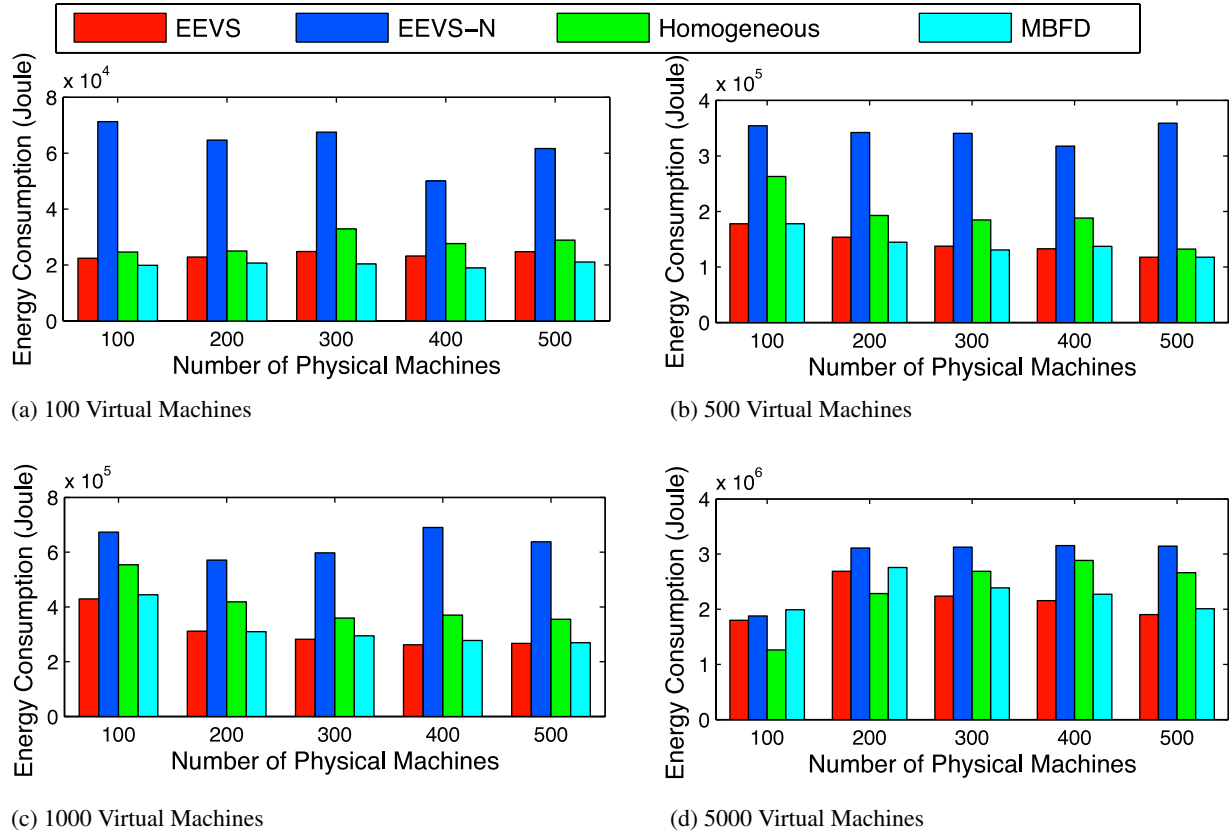 EEVS EEVS-N Homogeneous MBFD
x 10^4
Energy Consumption (Joule)
8
6
4
2
0
100 200 300 400 500
Number of Physical Machines
(a) 100 Virtual Machines
x 10^5
Energy Consumption (Joule)
4
3
2
1
0
100 200 300 400 500
Number of Physical Machines
(b) 500 Virtual Machines
x 10^5
Energy Consumption (Joule)
8
6
4
2
0
100 200 300 400 500
Number of Physical Machines
(c) 1000 Virtual Machines
x 10^6
Energy Consumption (Joule)
4
3
2
1
0
100 200 300 400 500
Number of Physical Machines
(d) 5000 Virtual Machines